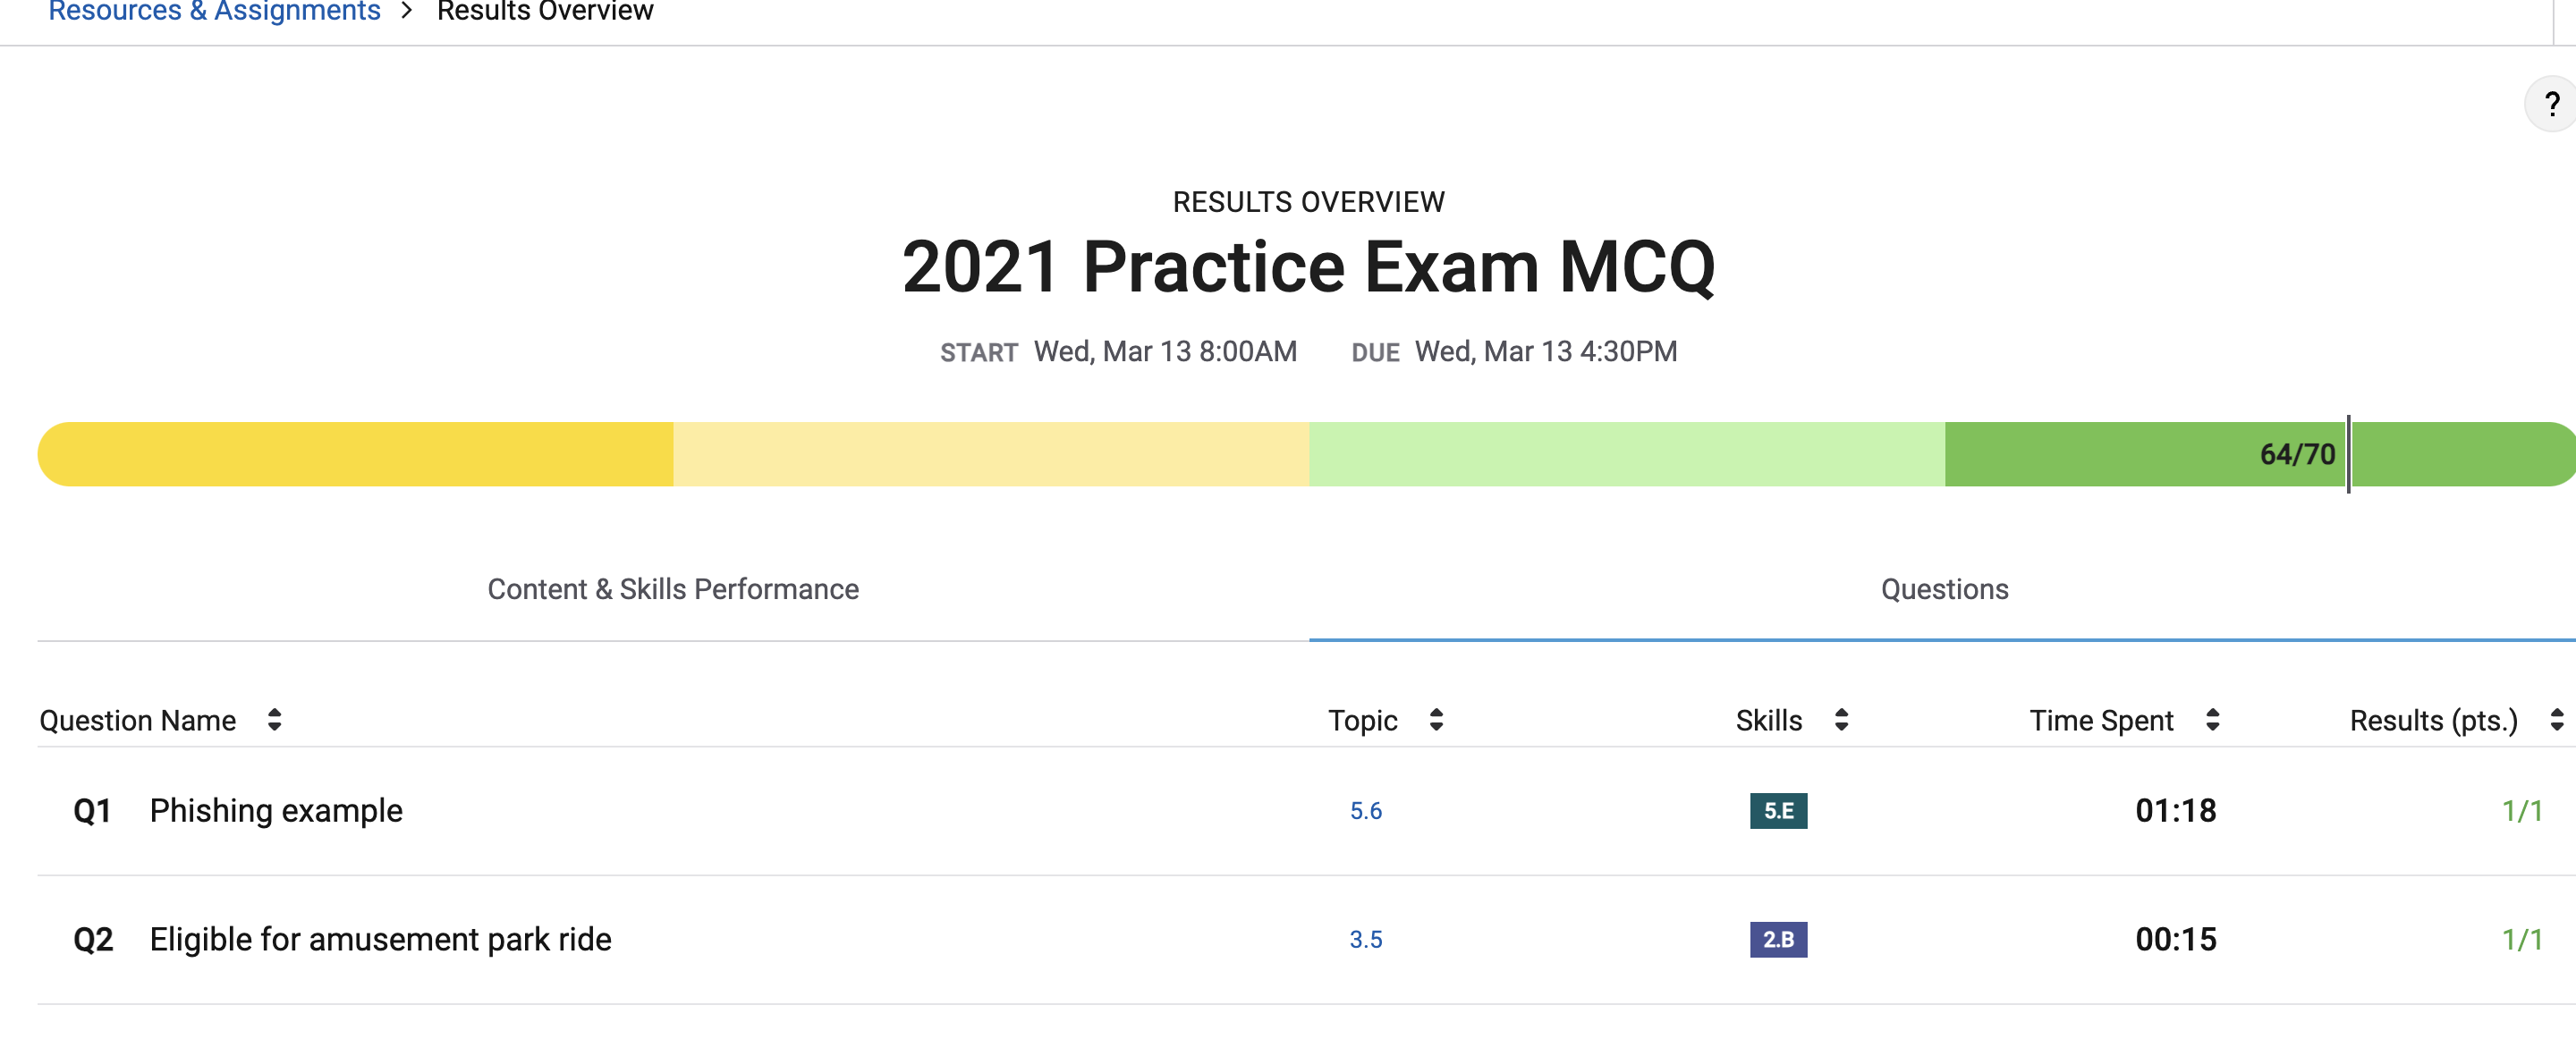 Resources & Assignments > Results Overview
?
RESULTS OVERVIEW
2021 Practice Exam MCQ
START Wed, Mar 13 8:00AM DUE Wed, Mar 13 4:30PM
64/70
Content & Skills Performance Questions
Question Name Topic Skills Time Spent Results (pts.)
Q1 Phishing example 5.6 5.E 01:18 1/1
Q2 Eligible for amusement park ride 3.5 2.B 00:15 1/1